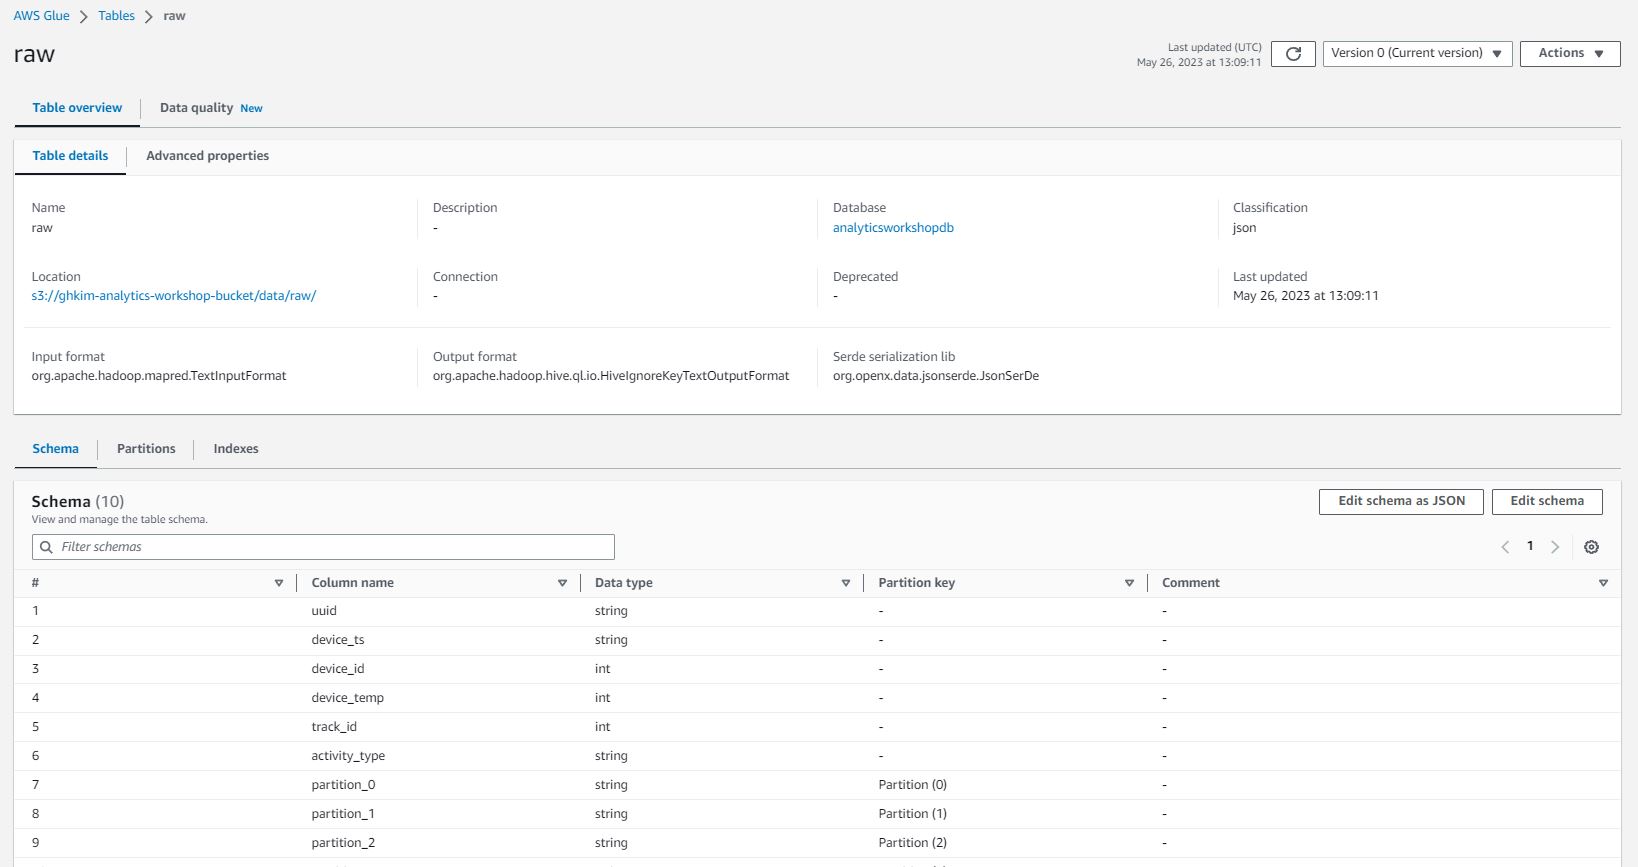 AWS Glue > Tables > raw
raw
Last updated (UTC)
May 26, 2023 at 13:09:11
Version 0 (Current version)
Actions
Table overview
Data quality New
Table details
Advanced properties
Name
raw
Description
-
Database
analyticsworkshopdb
Classification
json
Location
s3://ghkim-analytics-workshop-bucket/data/raw/
Connection
-
Deprecated
-
Last updated
May 26, 2023 at 13:09:11
Input format
org.apache.hadoop.mapred.TextInputFormat
Output format
org.apache.hadoop.hive.ql.io.HiveIgnoreKeyTextOutputFormat
Serde serialization lib
org.openx.data.jsonserde.JsonSerDe
Schema
Partitions
Indexes
Schema (10)
View and manage the table schema.
Edit schema as JSON
Edit schema
Filter schemas
1
# Column name Data type Partition key Comment
1 uuid string - -
2 device_ts string - -
3 device_id int - -
4 device_temp int - -
5 track_id int - -
6 activity_type string - -
7 partition_0 string Partition (0) -
8 partition_1 string Partition (1) -
9 partition_2 string Partition (2) -